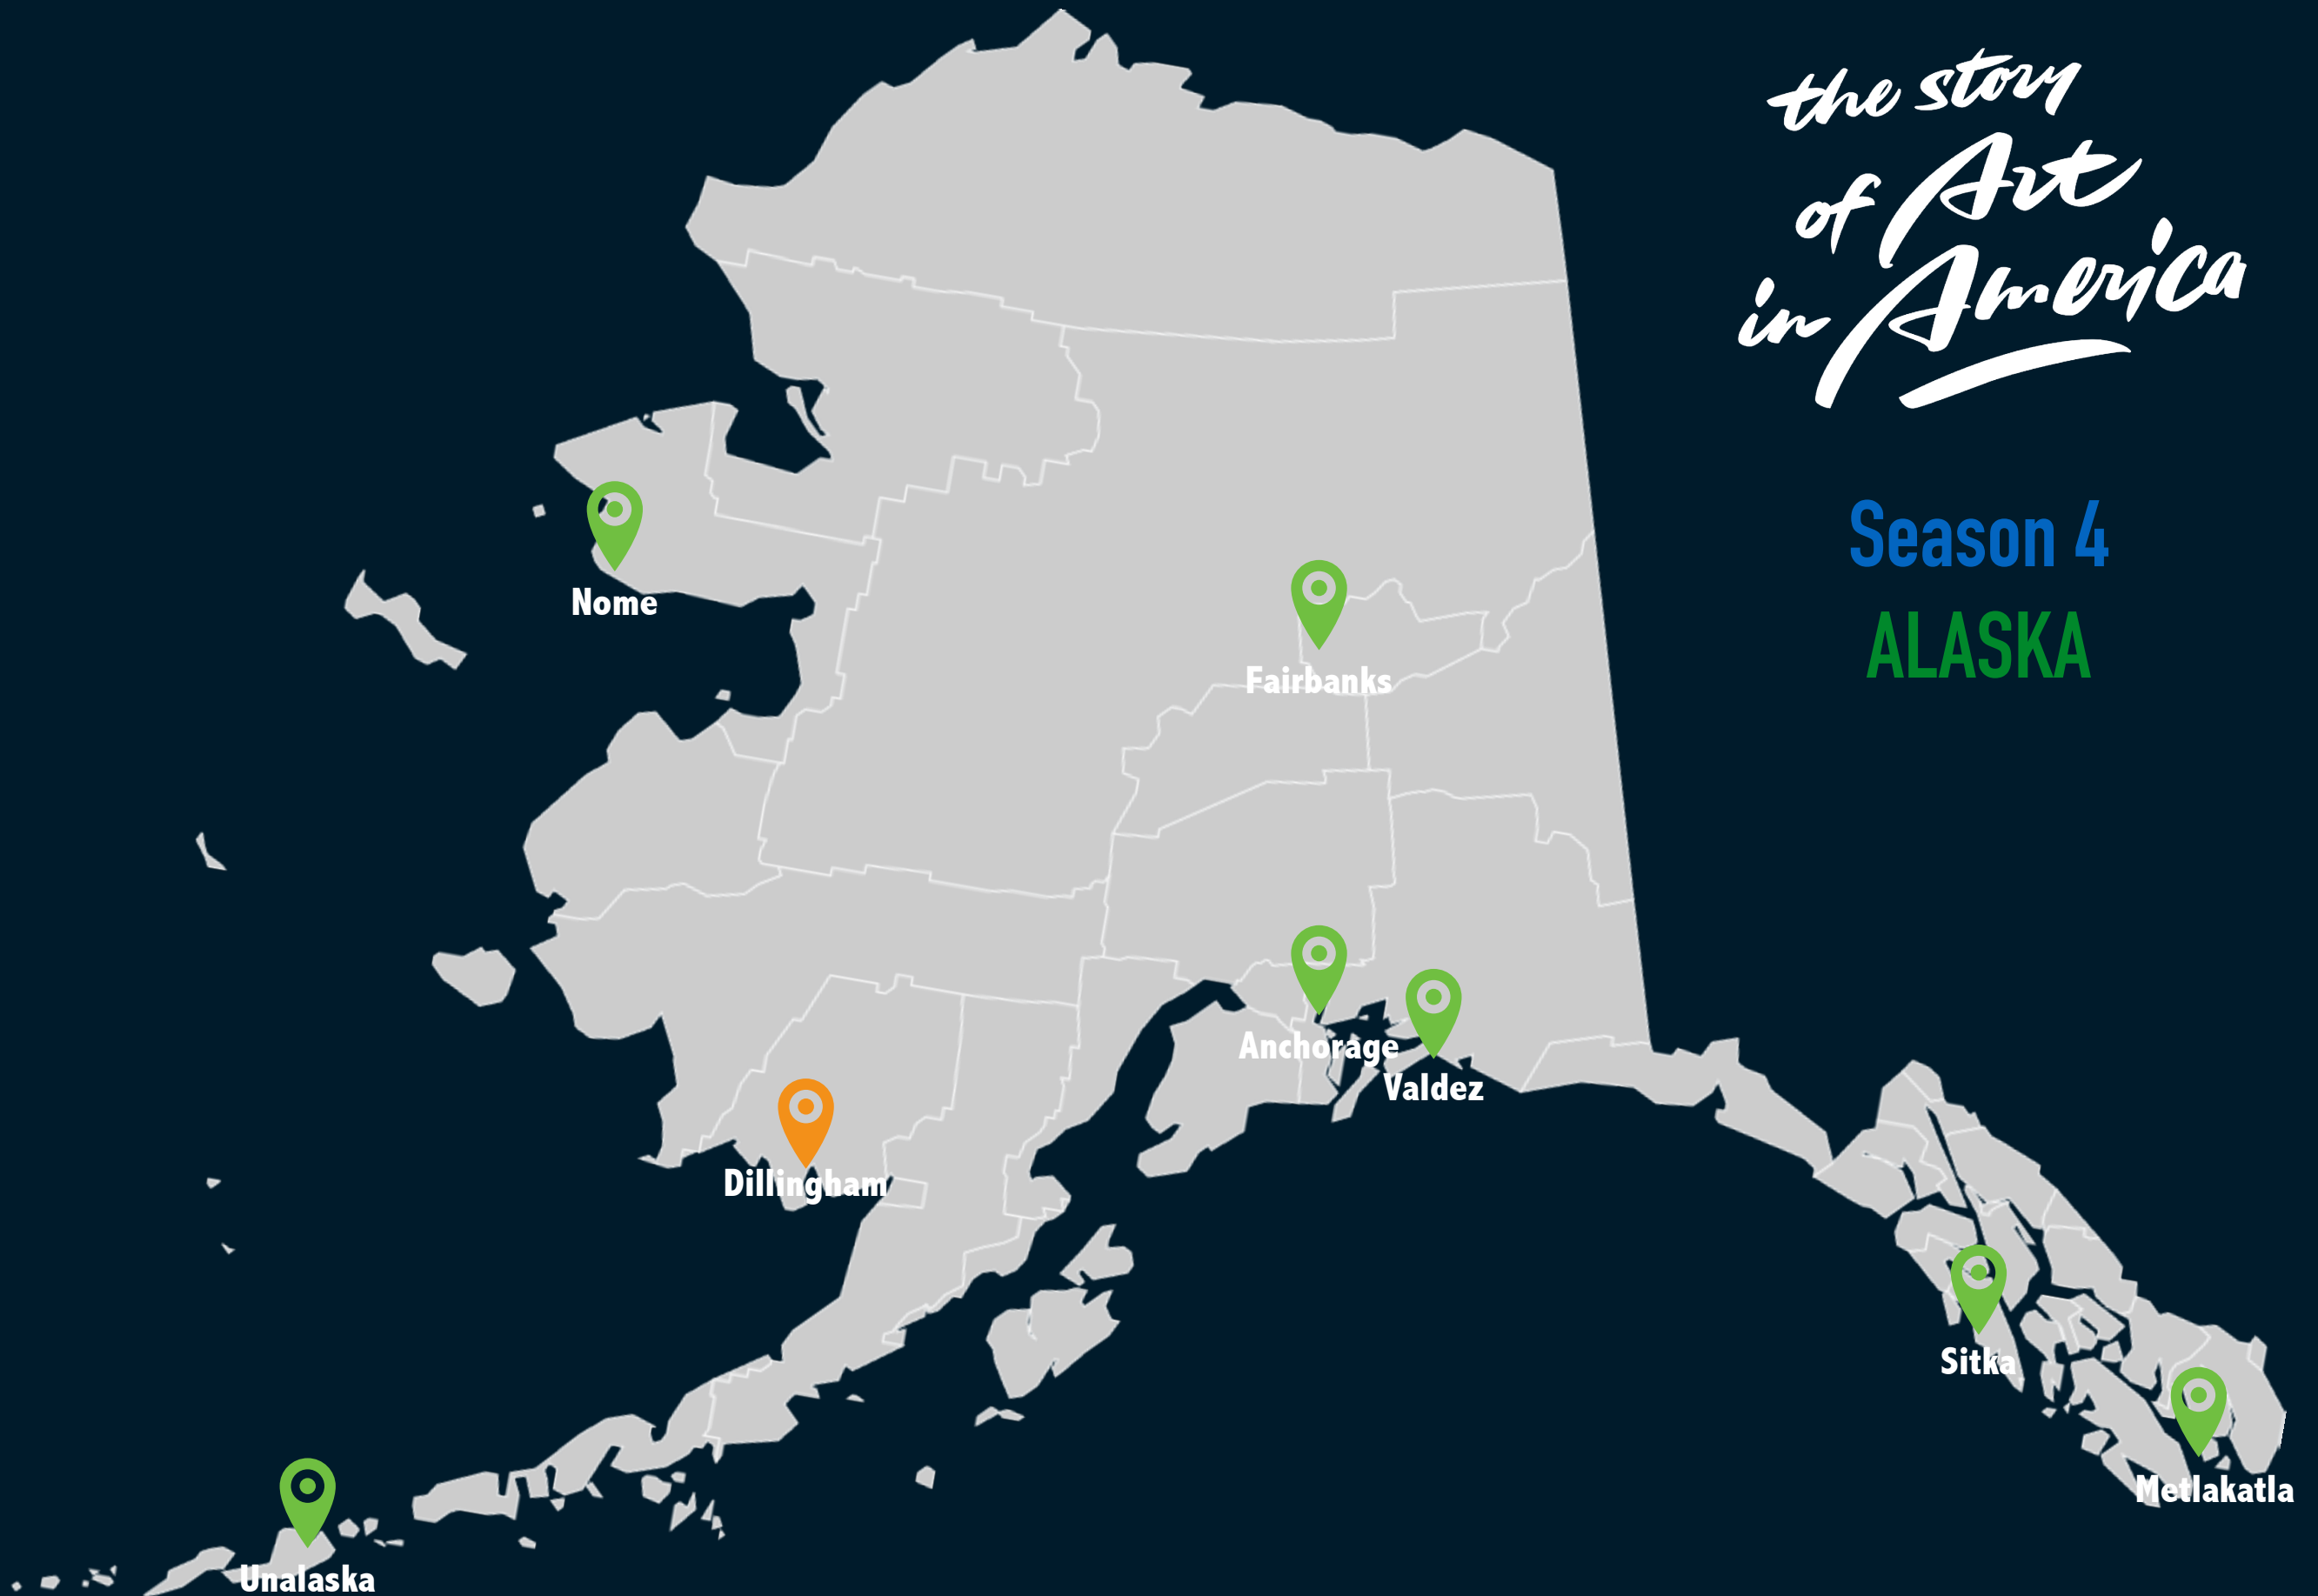 the story
of Art
in America
Season 4
ALASKA
Nome
Fairbanks
Anchorage
Valdez
Dillingham
Sitka
Metlakatla
Unalaska